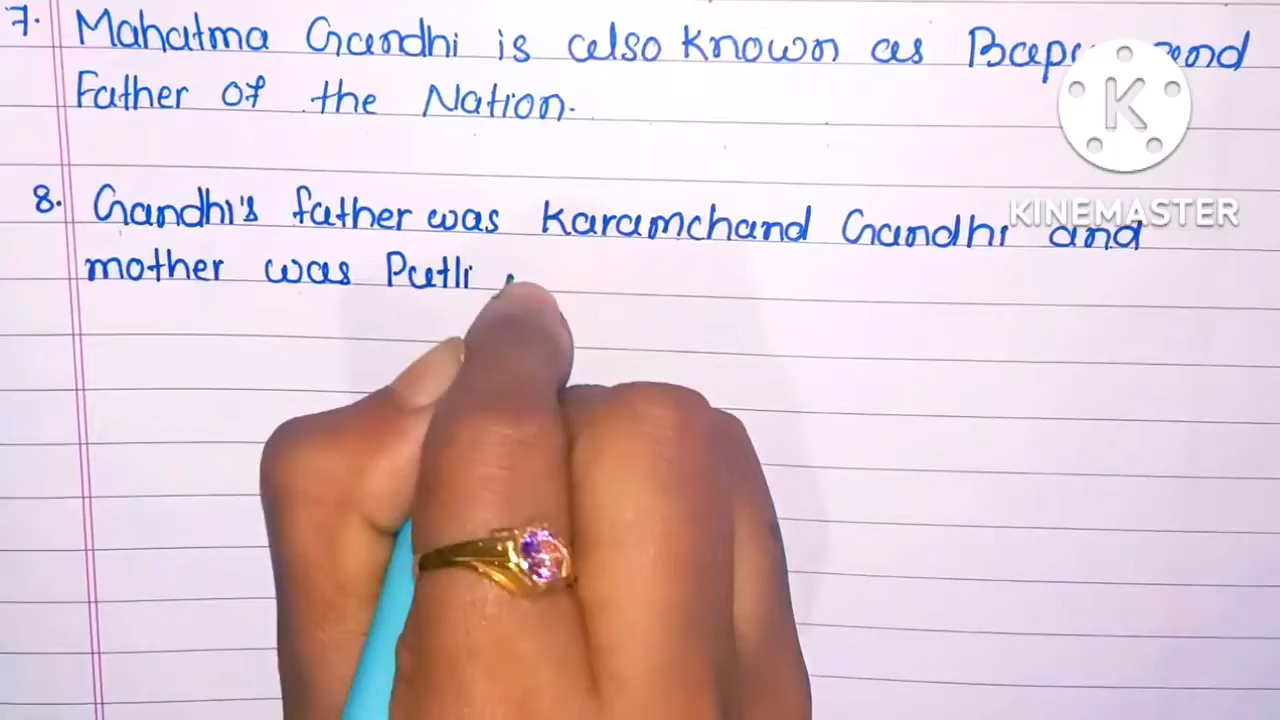 7. Mahatma Gandhi is also known as and
Father of the Nation.
8. Gandhi's father was Karamchand Gandhi and
mother was Putli
K
KINEMASTER